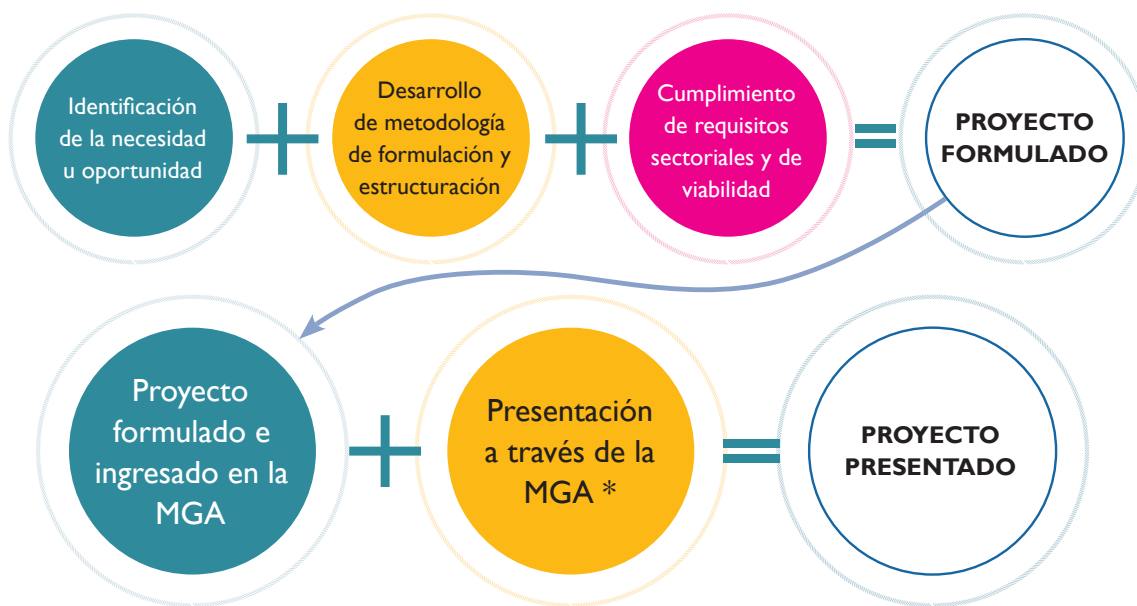 Identificación
de la necesidad
u oportunidad
+
Desarrollo
de metodología
de formulación y
estructuración
+
Cumplimiento
de requisitos
sectoriales y de
viabilidad
=
PROYECTO
FORMULADO
Proyecto
formulado e
ingresado en la
MGA
+
Presentación
a través de la
MGA *
=
PROYECTO
PRESENTADO